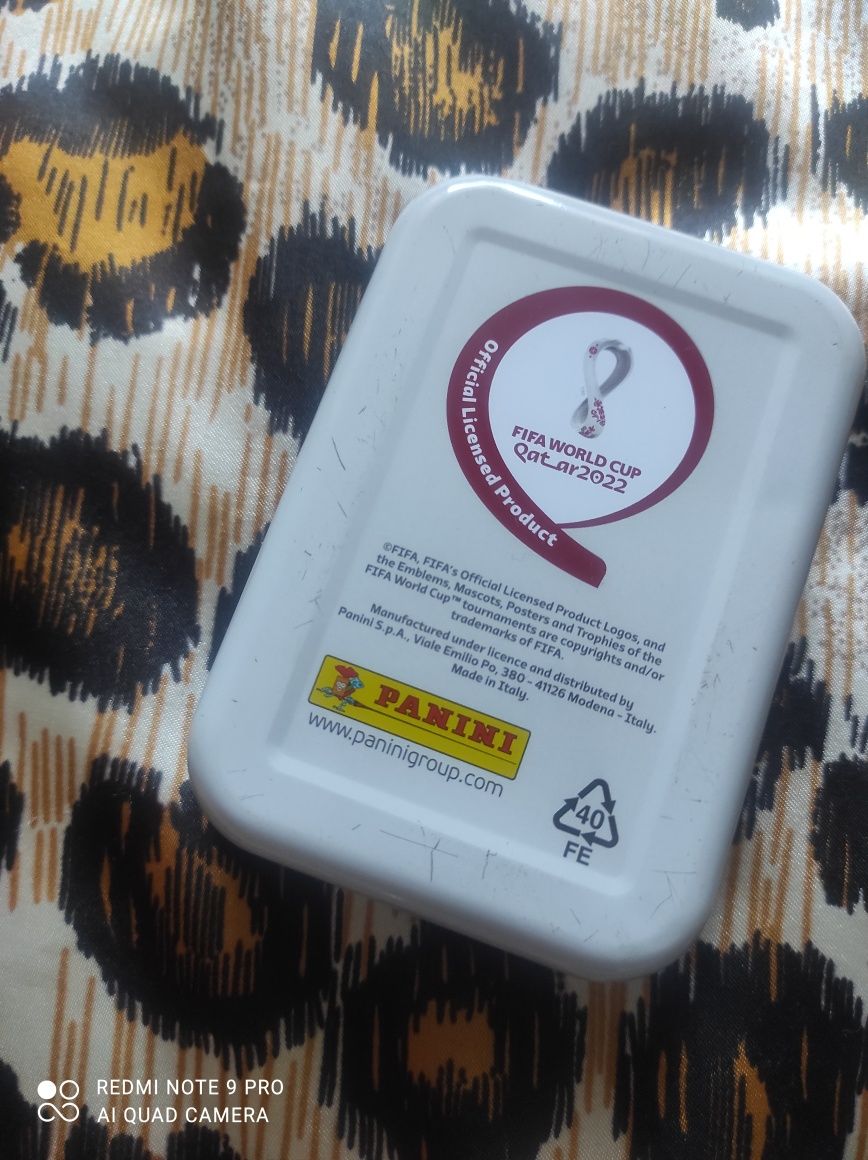 Official Licensed Product
FIFA WORLD CUP
Qatar2022
©FIFA, FIFA's Official Licensed Product Logos, and
the Emblems, Mascots, Posters and Trophies of the
FIFA World Cup™ tournaments are copyrights and/or
trademarks of FIFA.
Manufactured under licence and distributed by
Panini S.p.A., Viale Emilio Po, 380 - 41126 Modena - Italy.
Made in Italy.
PANINI
www.paninigroup.com
40
FE
REDMI NOTE 9 PRO
AI QUAD CAMERA